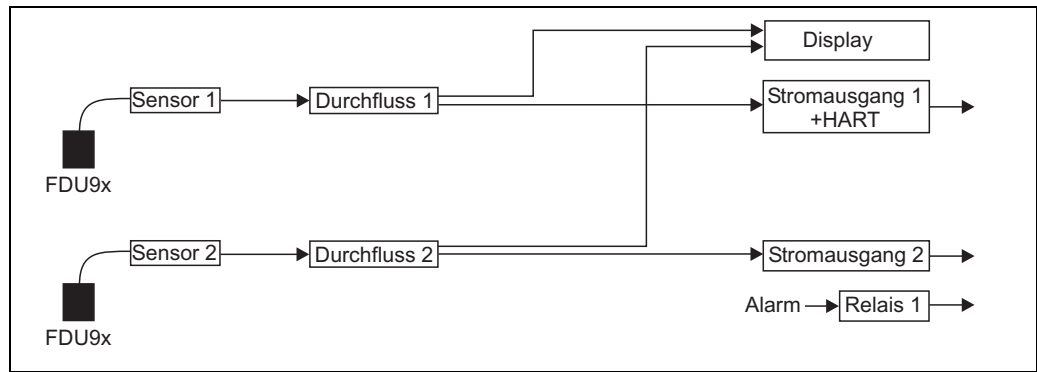 Display
Sensor 1
Durchfluss 1
Stromausgang 1
+HART
FDU9x
Sensor 2
Durchfluss 2
Stromausgang 2
Alarm
Relais 1
FDU9x